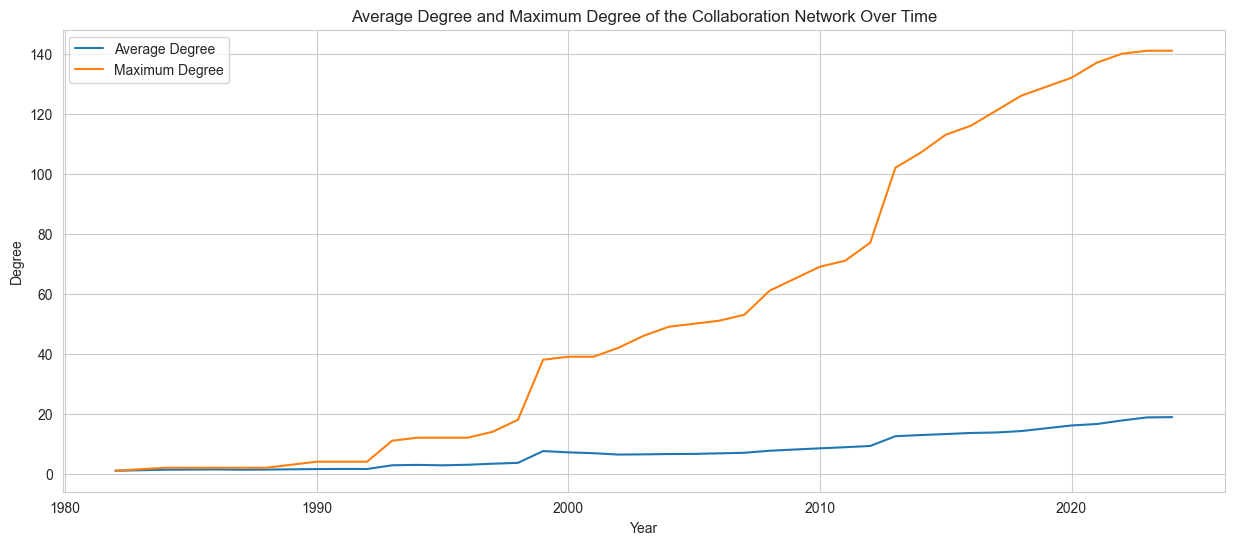 Average Degree and Maximum Degree of the Collaboration Network Over Time
Average Degree
Maximum Degree
140
120
100
80
60
40
20
0
Degree
1980
1990
2000
2010
2020
Year